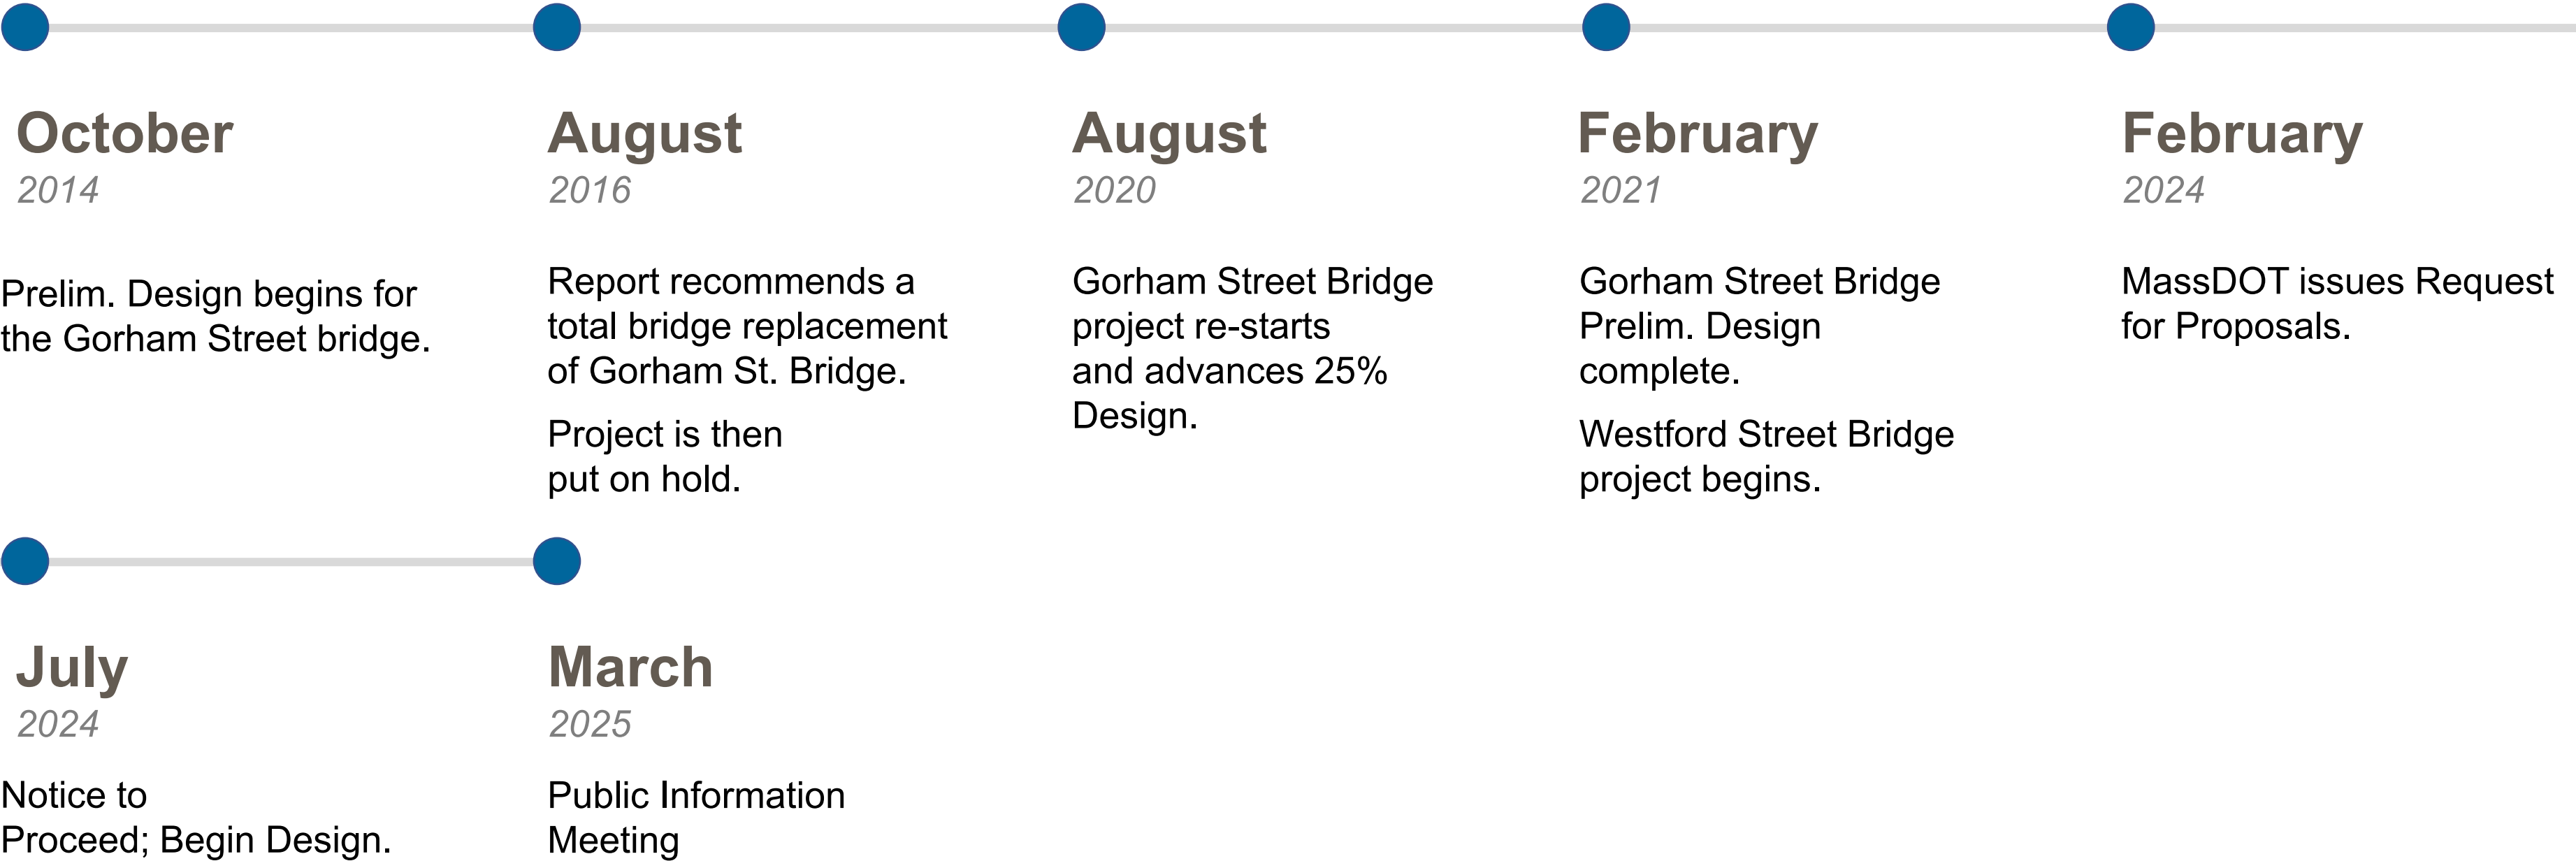 October
2014
Prelim. Design begins for
the Gorham Street bridge.
August
2016
Report recommends a
total bridge replacement
of Gorham St. Bridge.
Project is then
put on hold.
August
2020
Gorham Street Bridge
project re-starts
and advances 25%
Design.
February
2021
Gorham Street Bridge
Prelim. Design
complete.
Westford Street Bridge
project begins.
February
2024
MassDOT issues Request
for Proposals.
July
2024
Notice to
Proceed; Begin Design.
March
2025
Public Information
Meeting